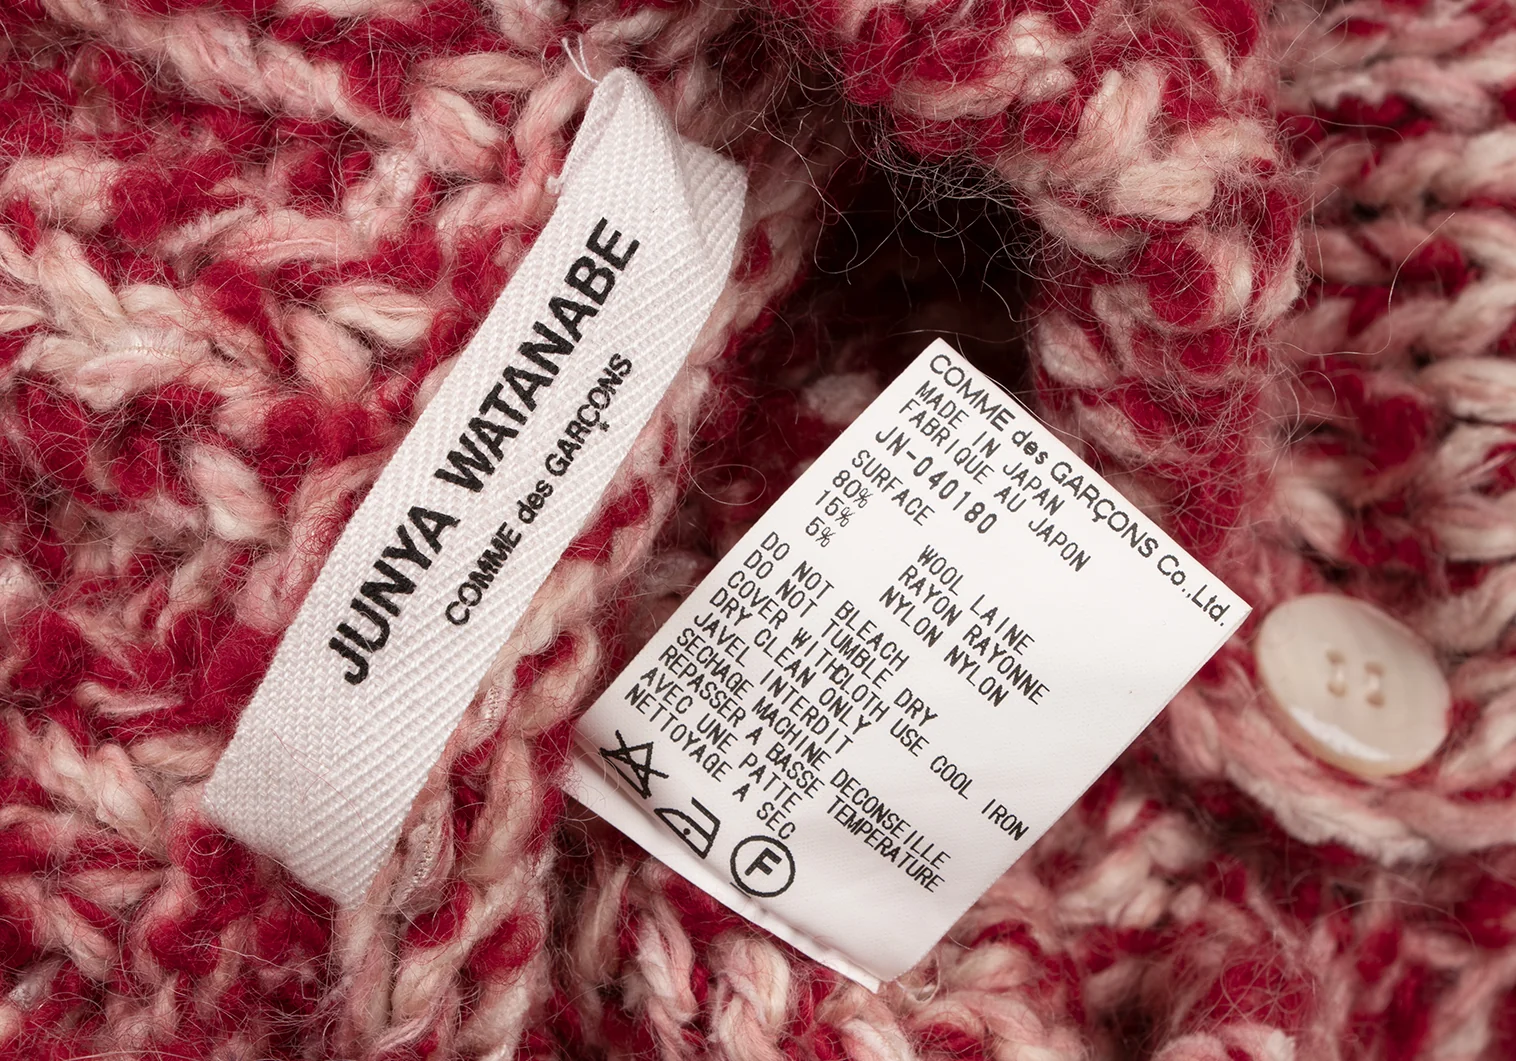 JUNYA WATANABE
COMME des GARÇONS
COMME des GARÇONS Co.,Ltd.
MADE IN JAPAN
FABRIQUE AU JAPON
JN-040180
SURFACE
80% WOOL LAINE
15% RAYON RAYONNE
5% NYLON NYLON
DO NOT BLEACH
DO NOT TUMBLE DRY
COVER WITHCLOTH USE COOL IRON
DRY CLEAN ONLY
JAVEL INTERDIT
SECHAGE MACHINE DECONSEILLE
REPASSER A BASSE TEMPERATURE
AVEC UNE PATTE
NETTOYAGE A SEC
F